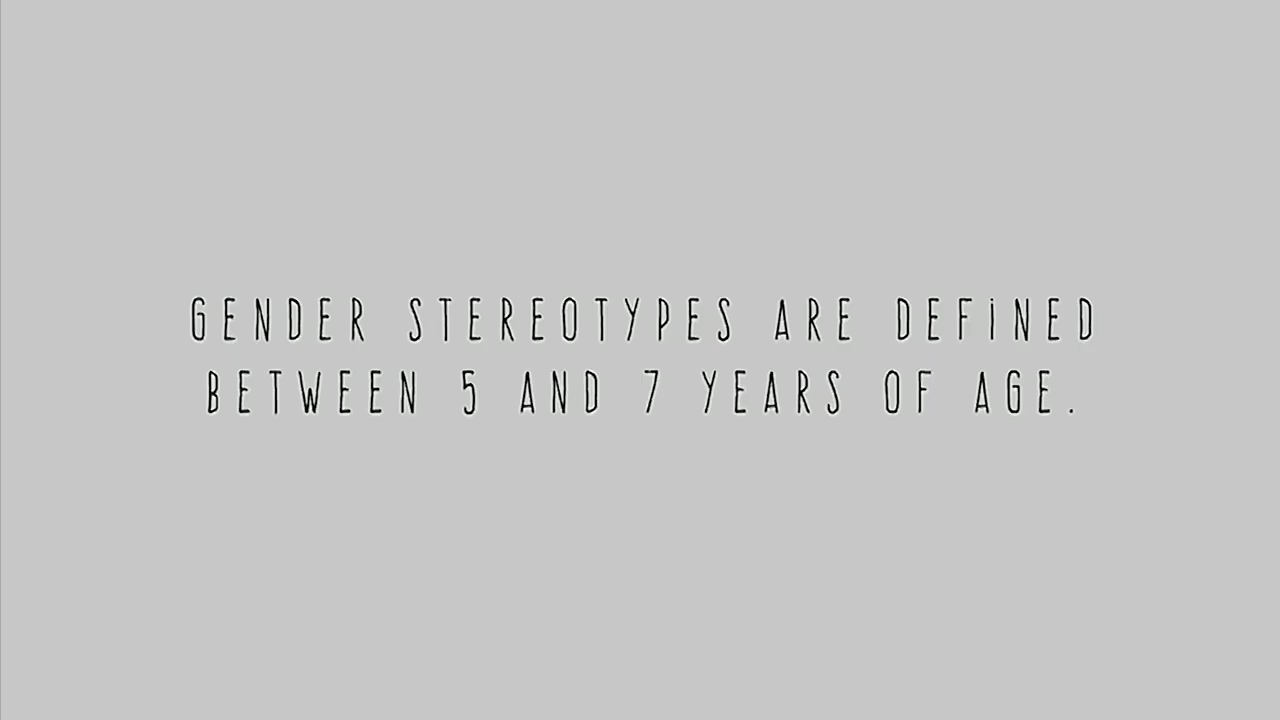 GENDER STEREOTYPES ARE DEFINED
BETWEEN 5 AND 7 YEARS OF AGE.